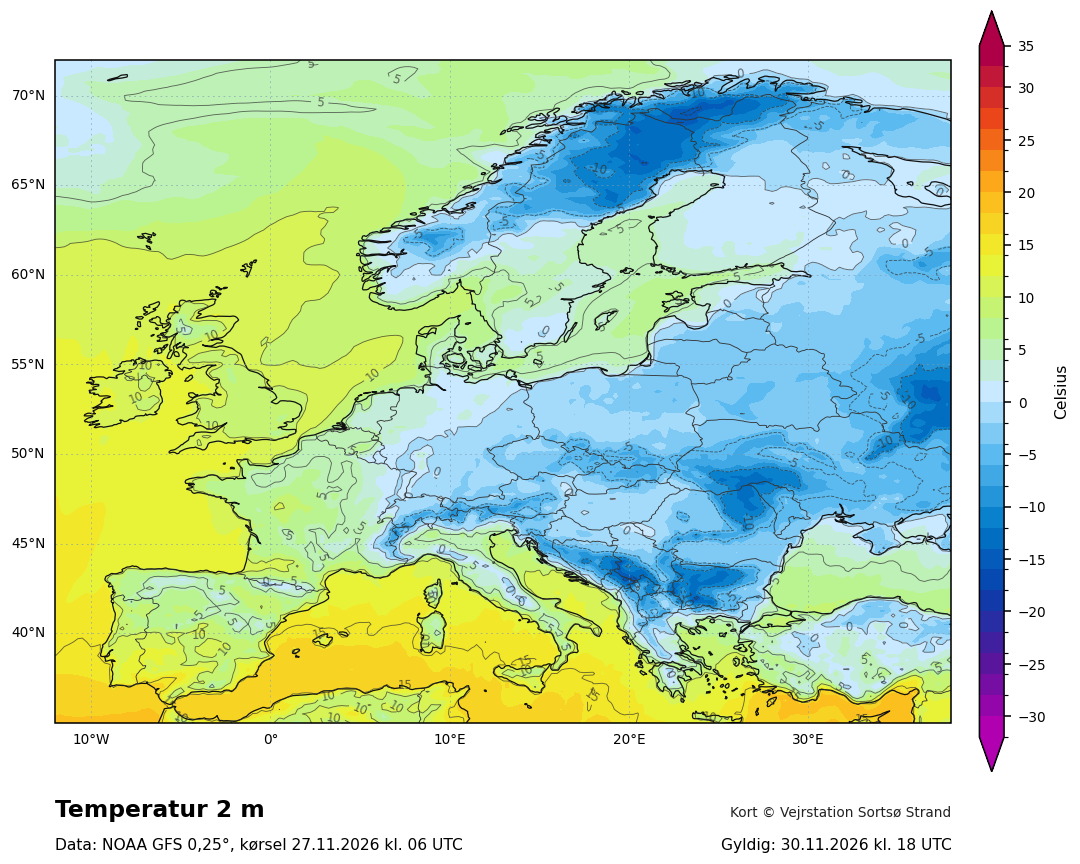 70°N
65°N
60°N
55°N
50°N
45°N
40°N
10°W
0°
10°E
20°E
30°E
35
30
25
20
15
10
5
0
−5
−10
−15
−20
−25
−30
Celsius
Temperatur 2 m
Kort © Vejrstation Sortsø Strand
Data: NOAA GFS 0,25°, kørsel 27.11.2026 kl. 06 UTC
Gyldig: 30.11.2026 kl. 18 UTC